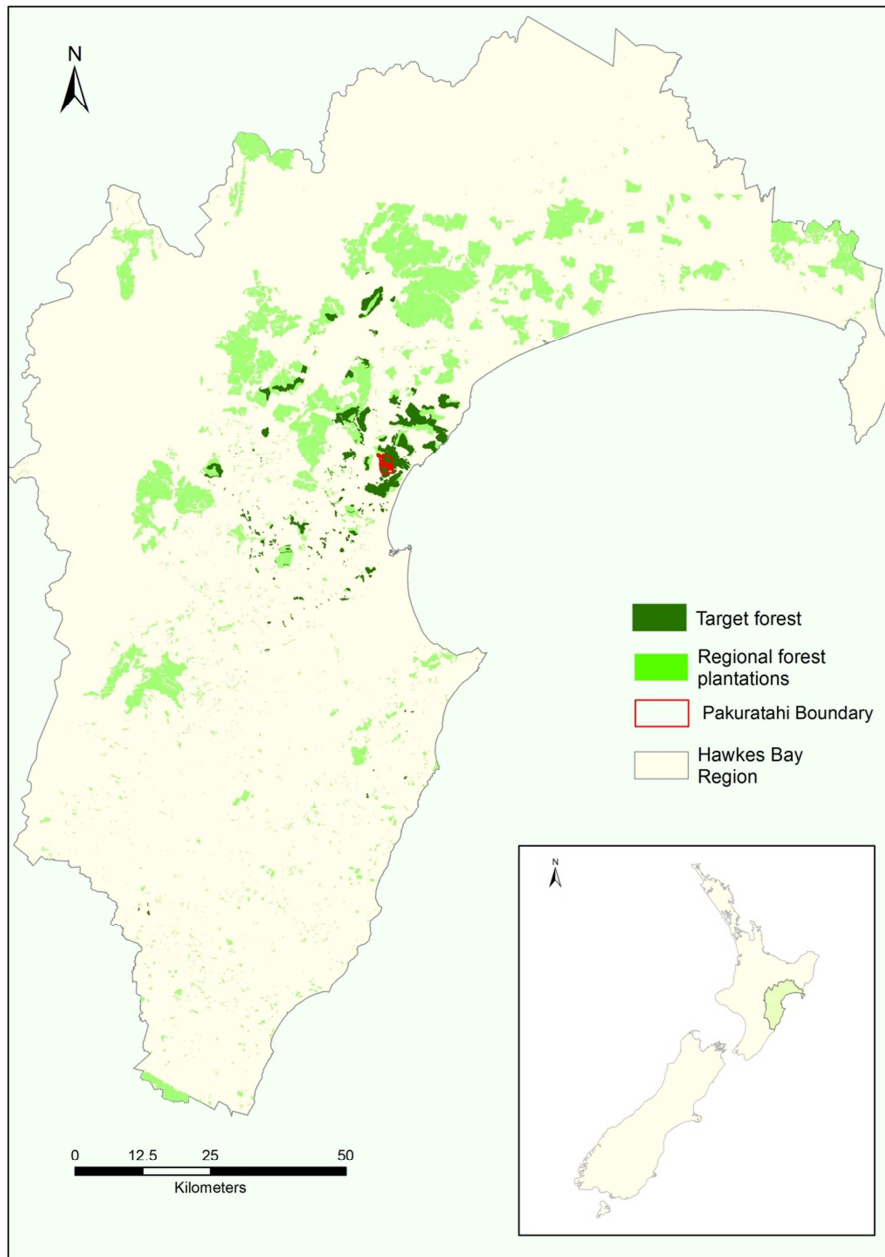 N
Target forest
Regional forest
plantations
Pakuratahi Boundary
Hawkes Bay
Region
N
0 12.5 25 50
Kilometers